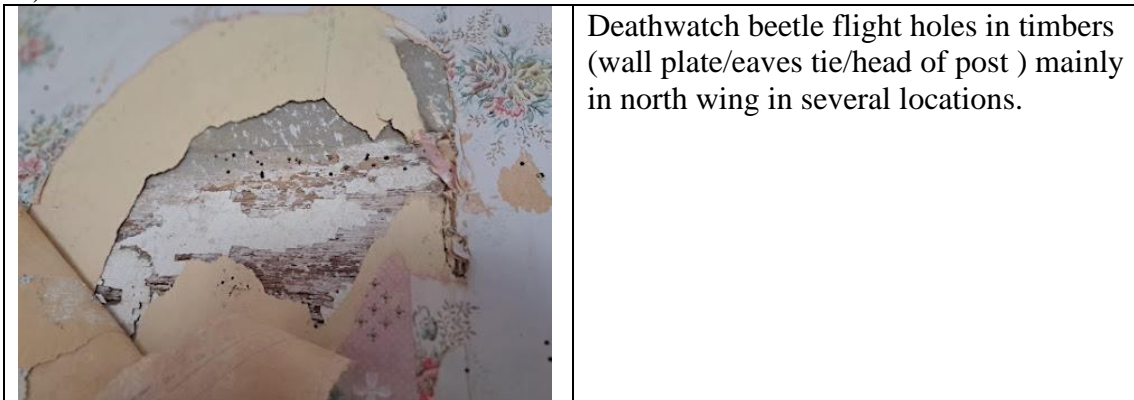 Deathwatch beetle flight holes in timbers
(wall plate/eaves tie/head of post ) mainly
in north wing in several locations.